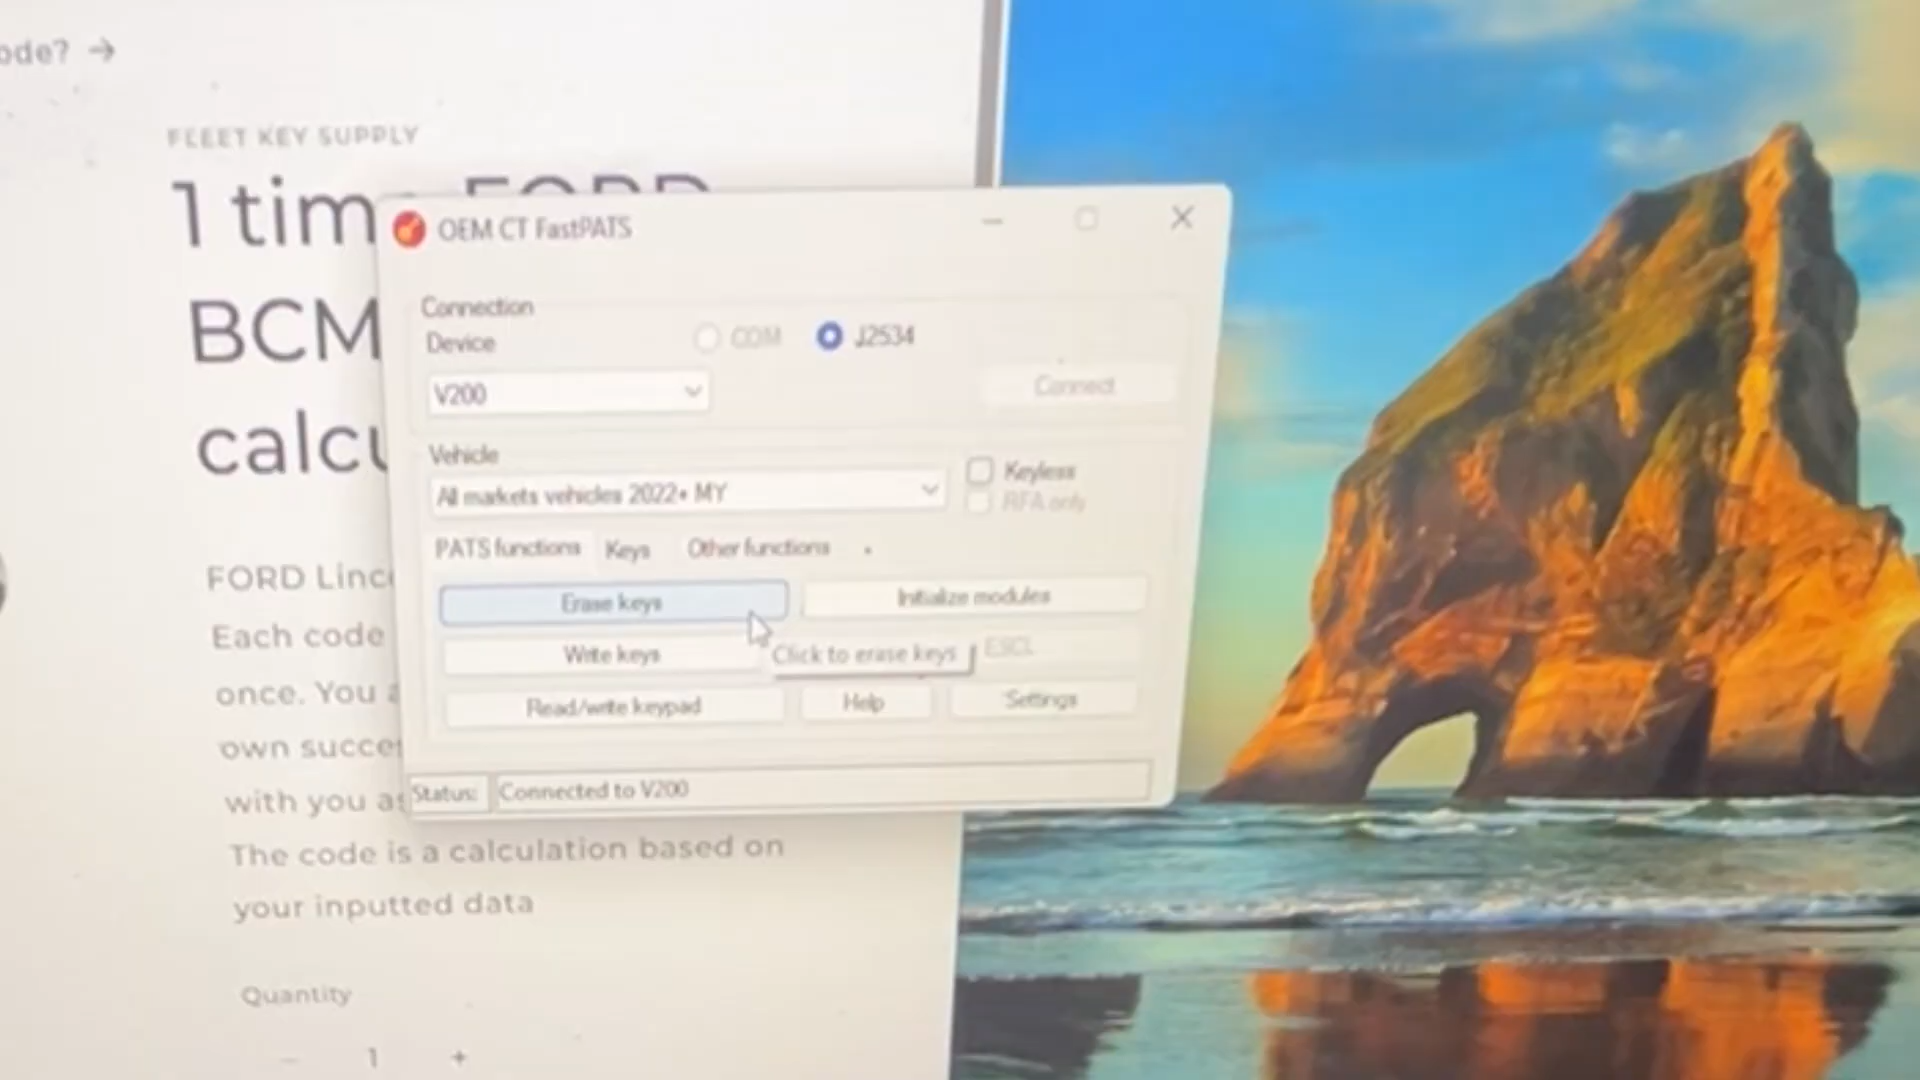 ode? →
FLEET KEY SUPPLY
1 tim
BCM
calcu
FORD Linc
Each code
once. You a
own succe
with you as
The code is a calculation based on
your inputted data
Quantity
− 1 +
OEM CT FastPATS
Connection
Device
COM J2534
V200
Connect
Vehicle
All markets vehicles 2022+ MY
Keyless
RFA only
PATS functions Keys Other functions
Erase keys Initialize modules
Write keys Click to erase keys ESCL
Read/write keypad Help Settings
Status: Connected to V200